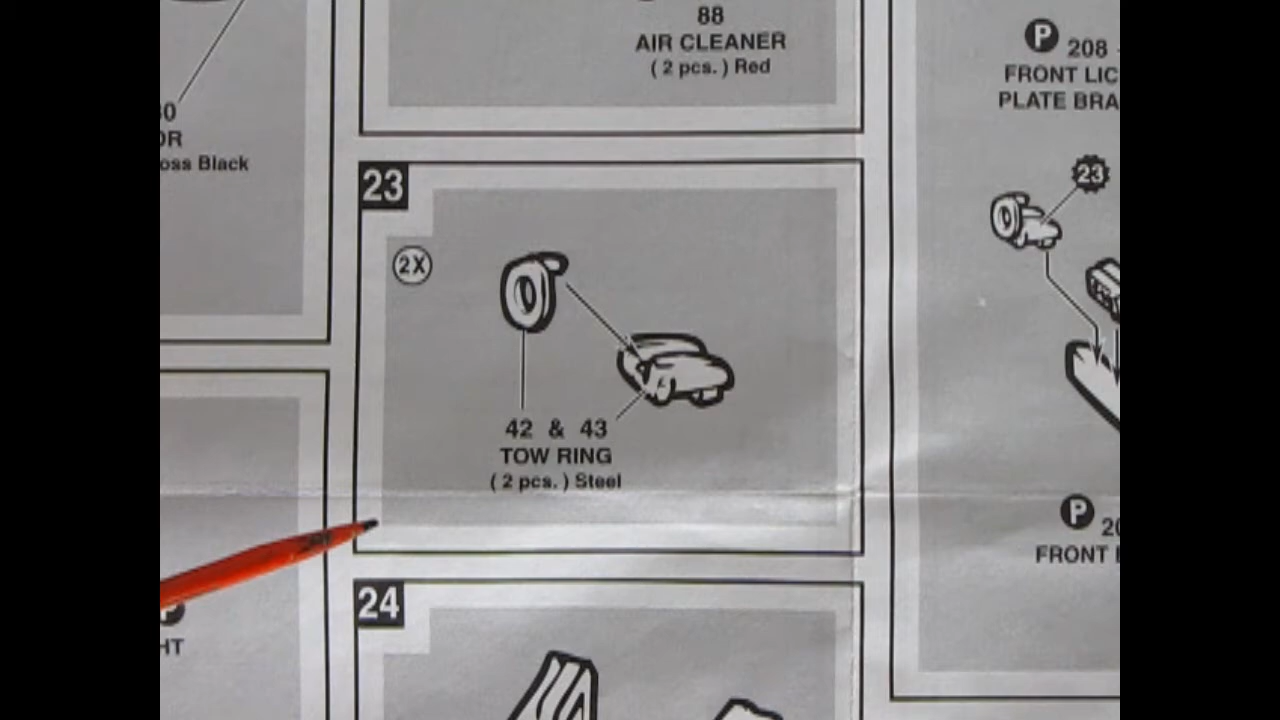 88
AIR CLEANER
( 2 pcs. ) Red
oss Black
23
2X
42 & 43
TOW RING
( 2 pcs. ) Steel
24
P 208
FRONT LIC
PLATE BRA
23
P 20
FRONT
P
HT